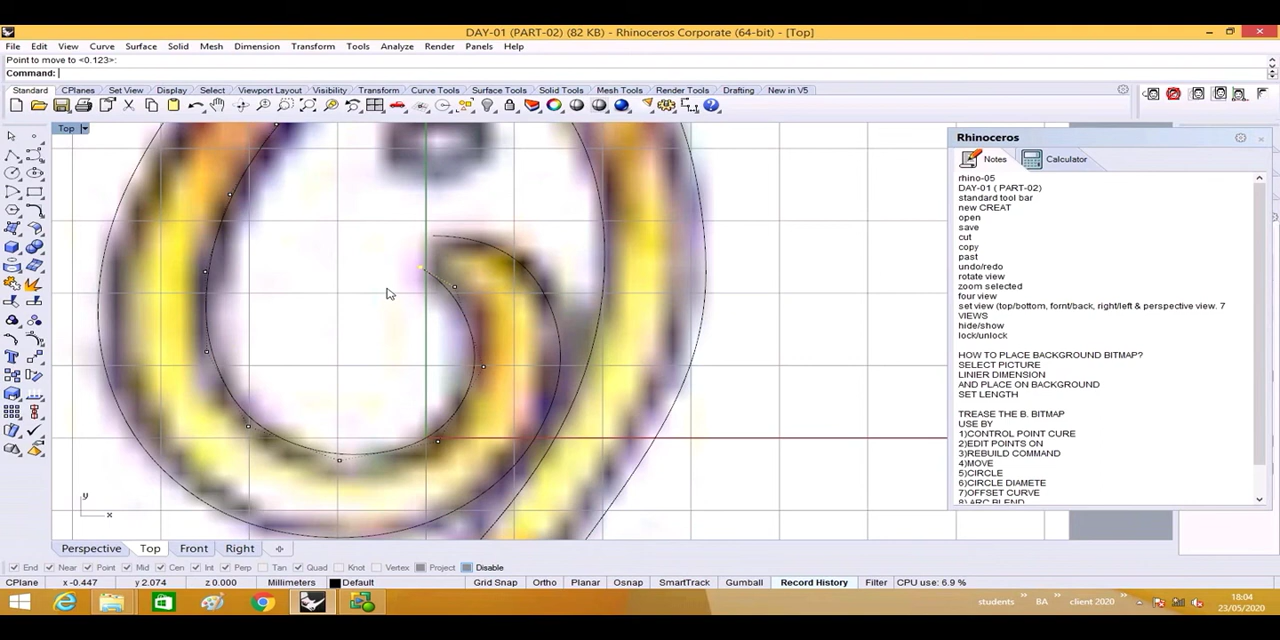 DAY-01 (PART-02) (82 KB) - Rhinoceros Corporate (64-bit) - [Top]
File Edit View Curve Surface Solid Mesh Dimension Transform Tools Analyze Render Panels Help
Point to move to <0.123>:
Command:
Standard CPlanes Set View Display Select Viewport Layout Visibility Transform Curve Tools Surface Tools Solid Tools Mesh Tools Render Tools Drafting New in V5
Top
Rhinoceros
Notes Calculator
rhino-05
DAY-01 ( PART-02)
standard tool bar
new CREAT
open
save
cut
copy
past
undo/redo
rotate view
zoom selected
four view
set view (top/bottom, fornt/back, right/left & perspective view. 7
VIEWS
hide/show
lock/unlock
HOW TO PLACE BACKGROUND BITMAP?
SELECT PICTURE
LINIER DIMENSION
AND PLACE ON BACKGROUND
SET LENGTH
TREASE THE B. BITMAP
USE BY
1)CONTROL POINT CURE
2)EDIT POINTS ON
3)REBUILD COMMAND
4)MOVE
5)CIRCLE
6)CIRCLE DIAMETE
7)OFFSET CURVE
8) ARC BLEND
y
x
Perspective Top Front Right
End Near Point Mid Cen Int Perp Tan Quad Knot Vertex Project Disable
CPlane x -0.447 y 2.074 z 0.000 Millimeters Default Grid Snap Ortho Planar Osnap SmartTrack Gumball Record History Filter CPU use: 6.9 %
students » BA » client 2020 » 18:04
23/05/2020